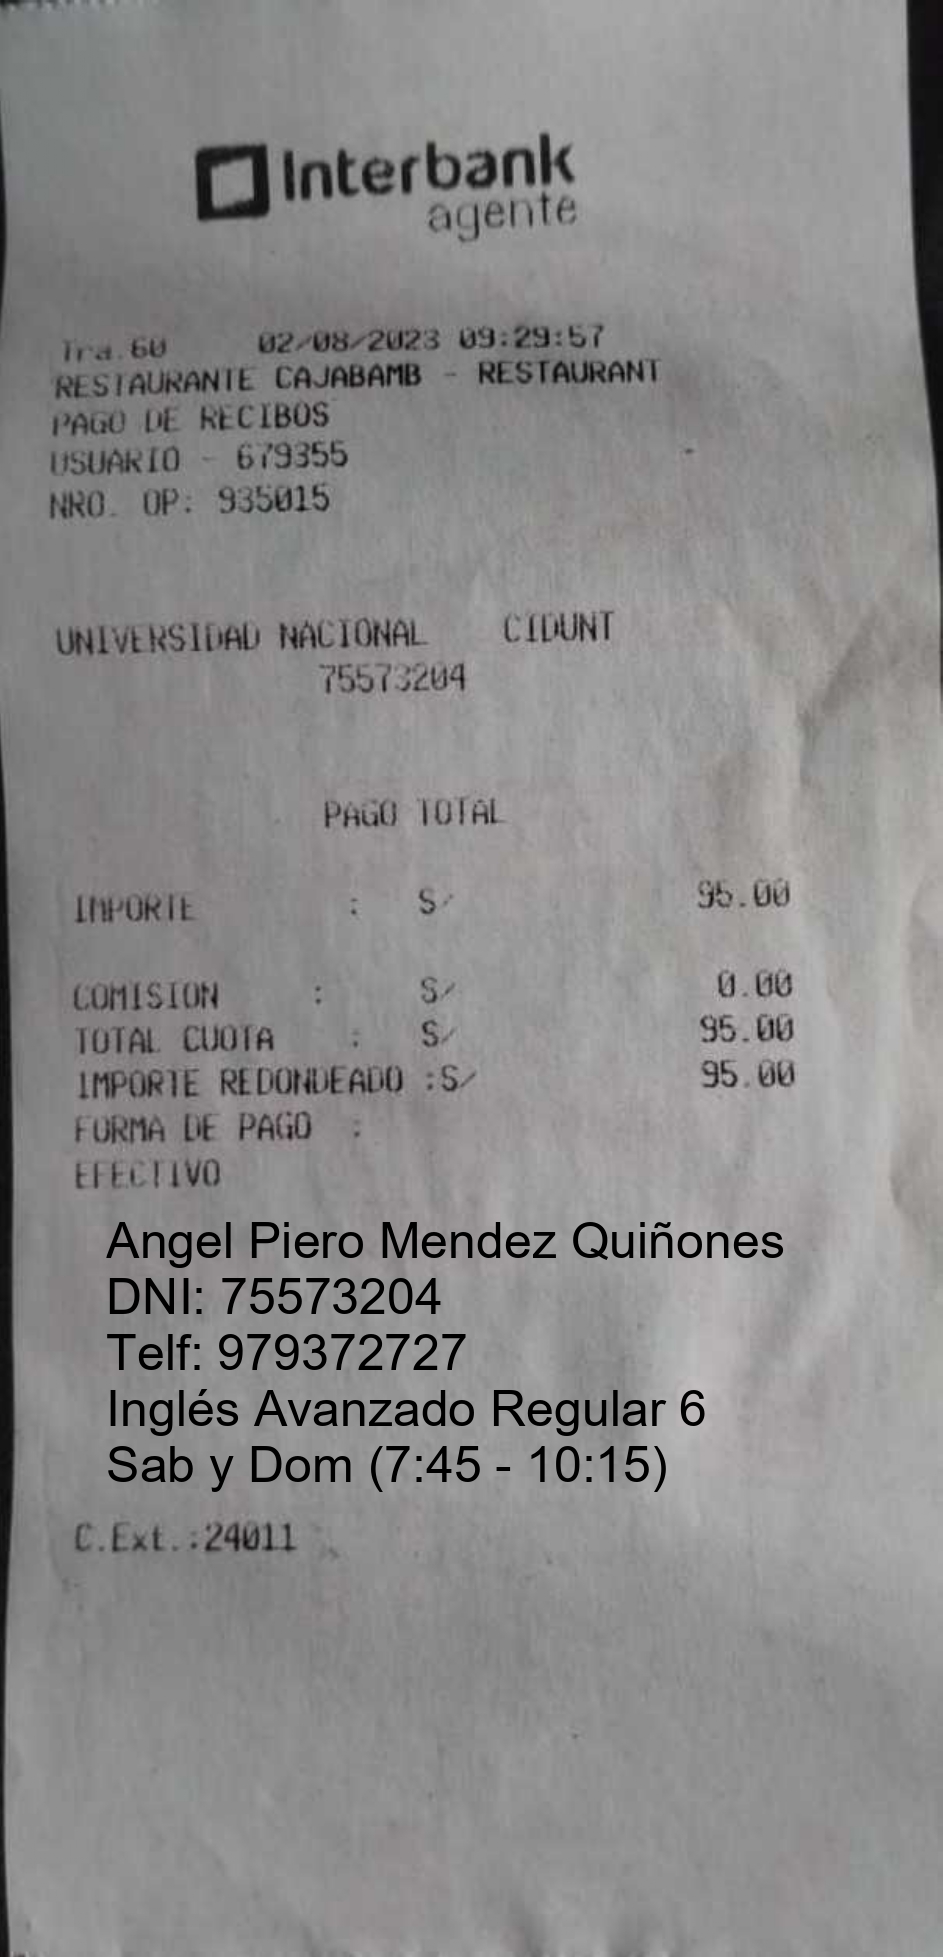 Interbank
agente
Tra.60 02/08/2023 09:29:57
RESTAURANTE CAJABAMB - RESTAURANT
PAGO DE RECIBOS
USUARIO - 679355
NRO. OP: 935015
UNIVERSIDAD NACIONAL CIDUNT
75573204
PAGO TOTAL
IMPORTE : S/ 95.00
COMISION : S/ 0.00
TOTAL CUOTA : S/ 95.00
IMPORTE REDONDEADO :S/ 95.00
FORMA DE PAGO :
EFECTIVO
Angel Piero Mendez Quiñones
DNI: 75573204
Telf: 979372727
Inglés Avanzado Regular 6
Sab y Dom (7:45 - 10:15)
C.Ext.:24011